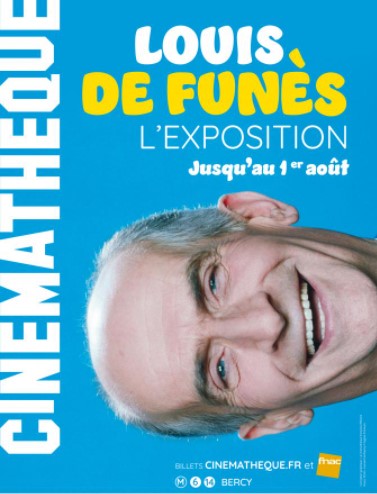 CINEMATHEQUE
LOUIS
DE FUNÈS
L'EXPOSITION
Jusqu'au 1er août
BILLETS CINEMATHEQUE.FR et fnac
M 6 14 BERCY